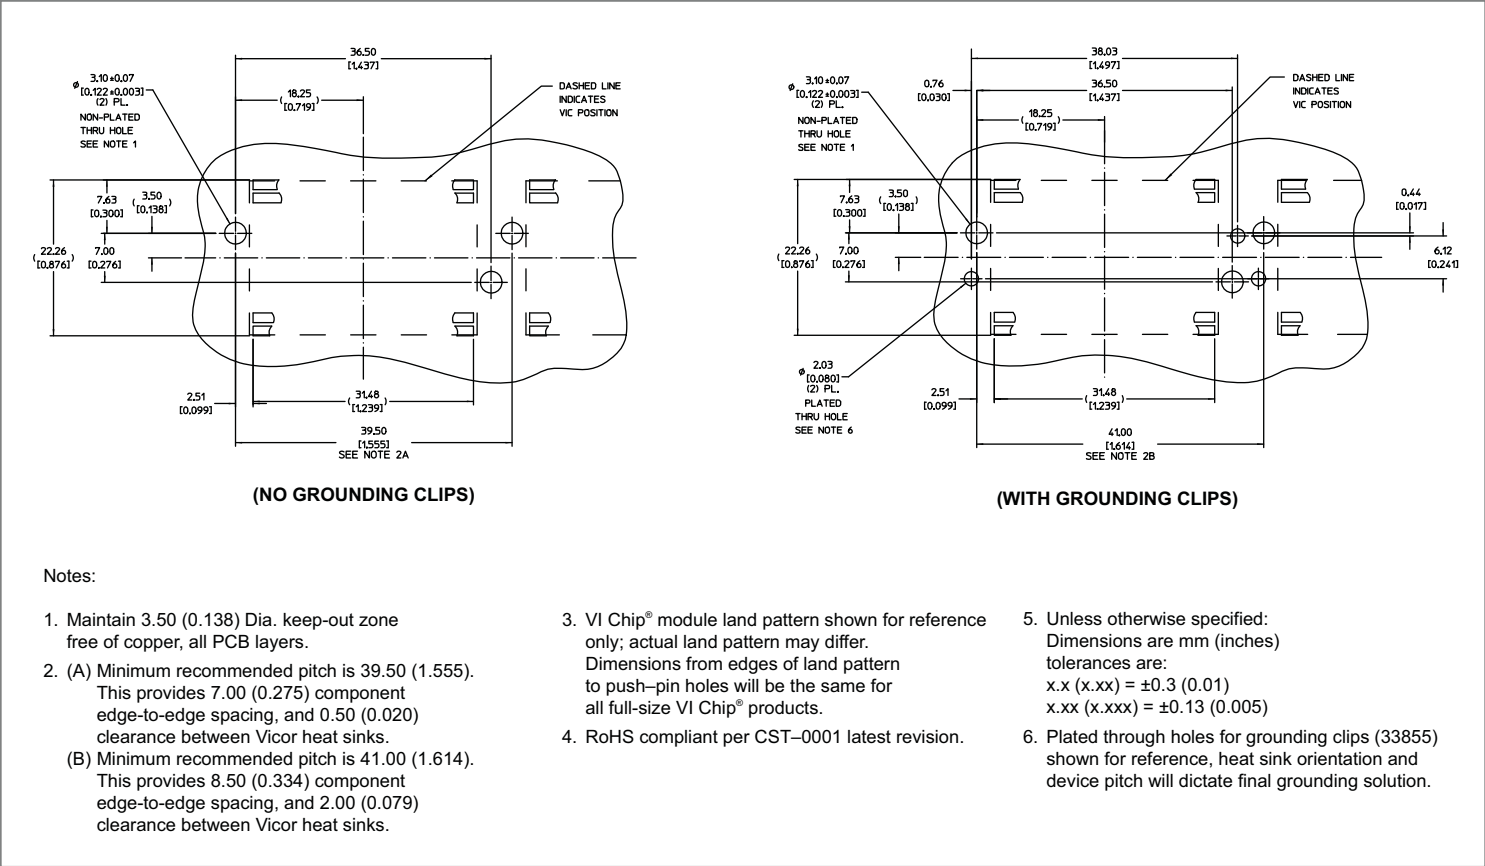 36.50
[1.437]
3.10±0.07
ø [0.122±0.003]
(2) PL.
NON-PLATED
THRU HOLE
SEE NOTE 1
(18.25)
[0.719]
DASHED LINE
INDICATES
VIC POSITION
7.63
[0.300]
(3.50)
[0.138]
(22.26)
[0.876]
7.00
[0.276]
2.51
[0.099]
(31.48)
[1.239]
39.50
[1.555]
SEE NOTE 2A
(NO GROUNDING CLIPS)
38.03
[1.497]
3.10±0.07
ø [0.122±0.003]
(2) PL.
NON-PLATED
THRU HOLE
SEE NOTE 1
0.76
[0.030]
36.50
[1.437]
(18.25)
[0.719]
DASHED LINE
INDICATES
VIC POSITION
7.63
[0.300]
(3.50)
[0.138]
0.44
[0.017]
(22.26)
[0.876]
7.00
[0.276]
6.12
[0.241]
ø 2.03
[0.080]
(2) PL.
PLATED
THRU HOLE
SEE NOTE 6
2.51
[0.099]
(31.48)
[1.239]
41.00
[1.614]
SEE NOTE 2B
(WITH GROUNDING CLIPS)
Notes:
1. Maintain 3.50 (0.138) Dia. keep-out zone
free of copper, all PCB layers.
2. (A) Minimum recommended pitch is 39.50 (1.555).
This provides 7.00 (0.275) component
edge-to-edge spacing, and 0.50 (0.020)
clearance between Vicor heat sinks.
(B) Minimum recommended pitch is 41.00 (1.614).
This provides 8.50 (0.334) component
edge-to-edge spacing, and 2.00 (0.079)
clearance between Vicor heat sinks.
3. VI Chip® module land pattern shown for reference
only; actual land pattern may differ.
Dimensions from edges of land pattern
to push–pin holes will be the same for
all full-size VI Chip® products.
4. RoHS compliant per CST–0001 latest revision.
5. Unless otherwise specified:
Dimensions are mm (inches)
tolerances are:
x.x (x.xx) = ±0.3 (0.01)
x.xx (x.xxx) = ±0.13 (0.005)
6. Plated through holes for grounding clips (33855)
shown for reference, heat sink orientation and
device pitch will dictate final grounding solution.